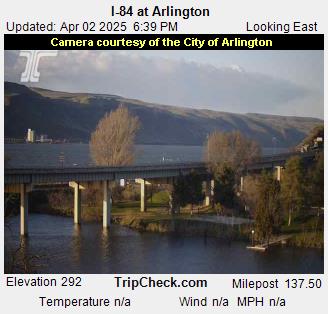 I-84 at Arlington
Updated: Apr 02 2025 6:39 PM Looking East
Camera courtesy of the City of Arlington
Elevation 292 TripCheck.com Milepost 137.50
Temperature n/a Wind n/a MPH n/a